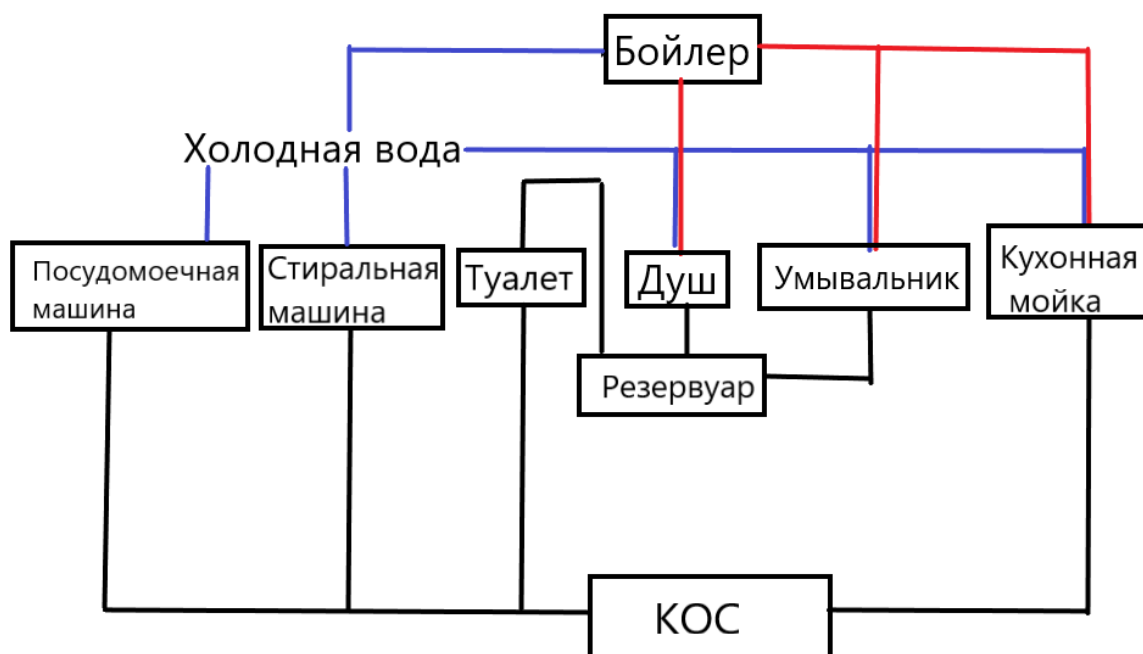 Бойлер
Холодная вода
Посудомоечная
машина
Стиральная
машина
Туалет
Душ
Умывальник
Кухонная
мойка
Резервуар
КОС